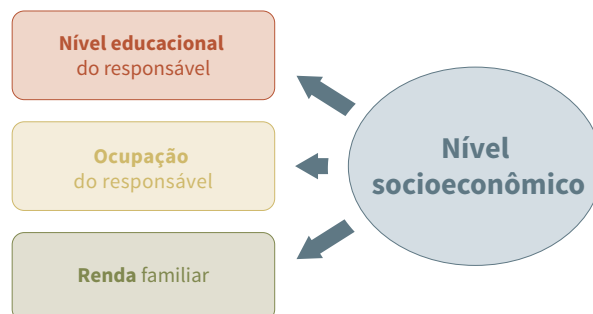 Nível educacional
do responsável
Ocupação
do responsável
Renda familiar
Nível
socioeconômico